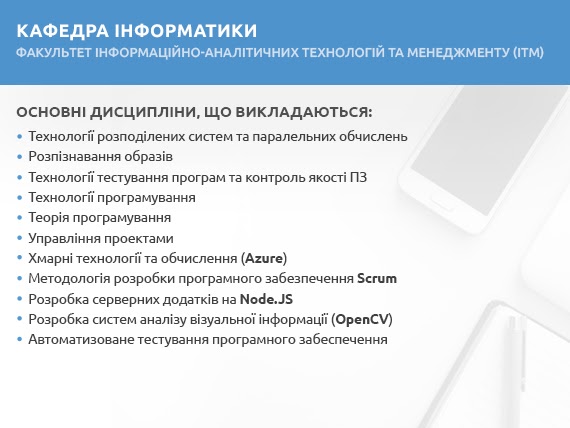 КАФЕДРА ІНФОРМАТИКИ
ФАКУЛЬТЕТ ІНФОРМАЦІЙНО-АНАЛІТИЧНИХ ТЕХНОЛОГІЙ ТА МЕНЕДЖМЕНТУ (ІТМ)
ОСНОВНІ ДИСЦИПЛІНИ, ЩО ВИКЛАДАЮТЬСЯ:
• Технології розподілених систем та паралельних обчислень
• Розпізнавання образів
• Технології тестування програм та контроль якості ПЗ
• Технології програмування
• Теорія програмування
• Управління проектами
• Хмарні технології та обчислення (Azure)
• Методологія розробки програмного забезпечення Scrum
• Розробка серверних додатків на Node.JS
• Розробка систем аналізу візуальної інформації (OpenCV)
• Автоматизоване тестування програмного забезпечення